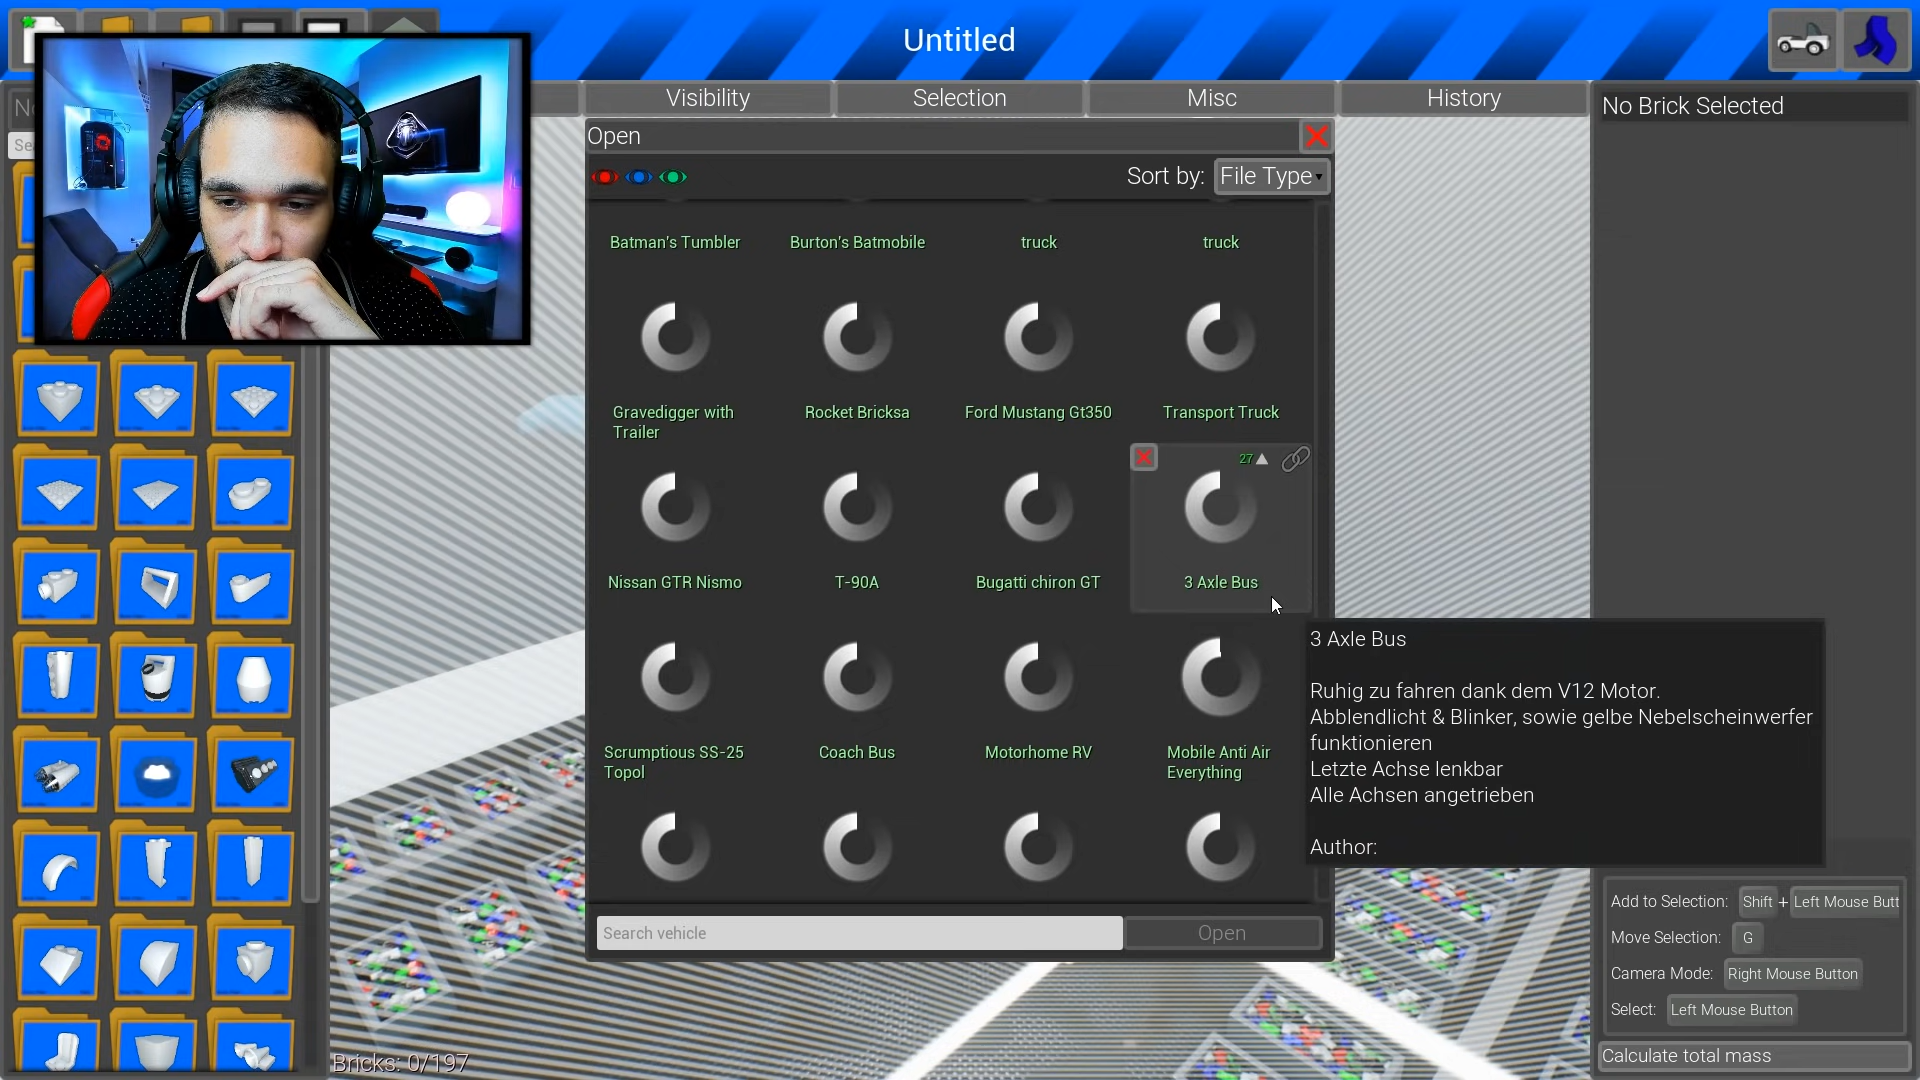 Untitled
Visibility
Selection
Misc
History
No Brick Selected
Open
Sort by: File Type
Batman's Tumbler
Burton's Batmobile
truck
truck
Gravedigger with
Trailer
Rocket Bricksa
Ford Mustang Gt350
Transport Truck
27
Nissan GTR Nismo
T-90A
Bugatti chiron GT
3 Axle Bus
Scrumptious SS-25
Topol
Coach Bus
Motorhome RV
Mobile Anti Air
Everything
3 Axle Bus
Ruhig zu fahren dank dem V12 Motor.
Abblendlicht & Blinker, sowie gelbe Nebelscheinwerfer
funktionieren
Letzte Achse lenkbar
Alle Achsen angetrieben
Author:
Search vehicle
Open
Add to Selection: Shift + Left Mouse Butt
Move Selection: G
Camera Mode: Right Mouse Button
Select: Left Mouse Button
Calculate total mass
Bricks: 0/197